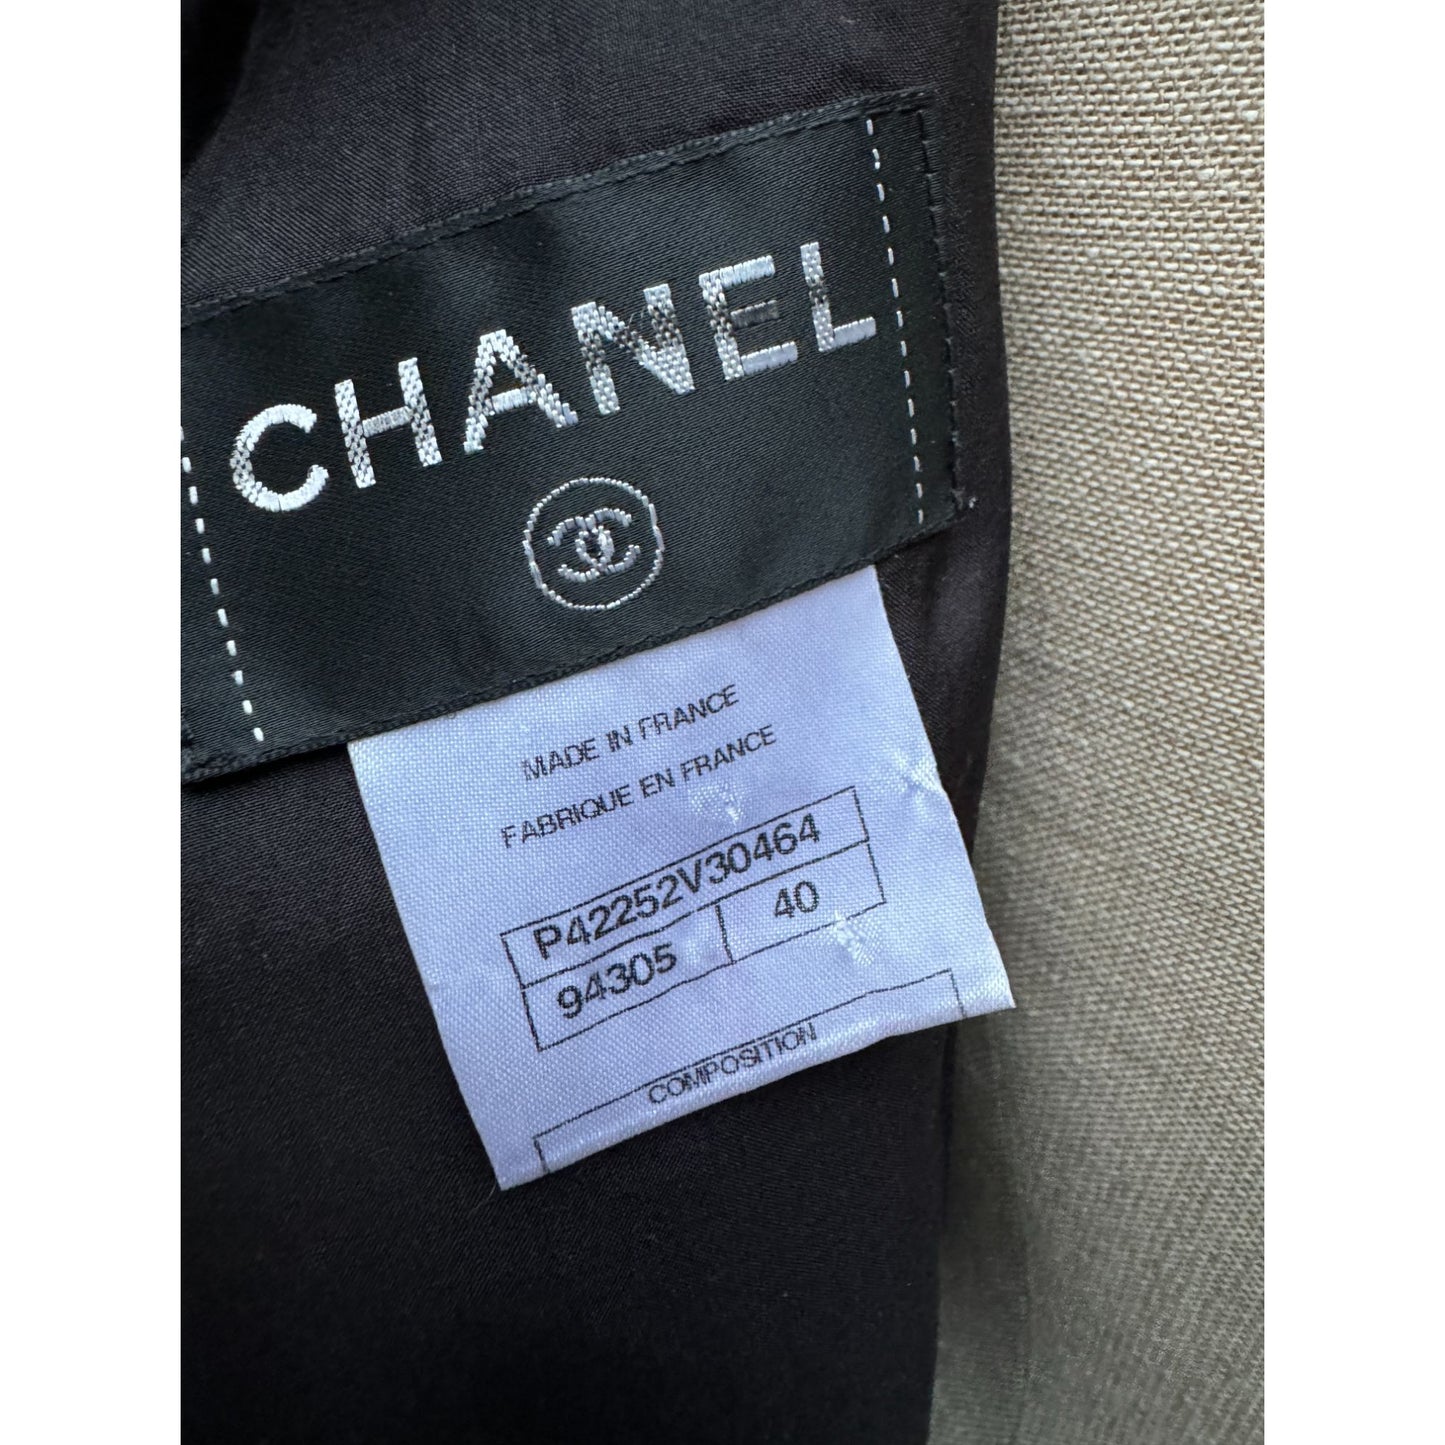 CHANEL
MADE IN FRANCE
FABRIQUE EN FRANCE
P42252V30464
94305 40
COMPOSITION